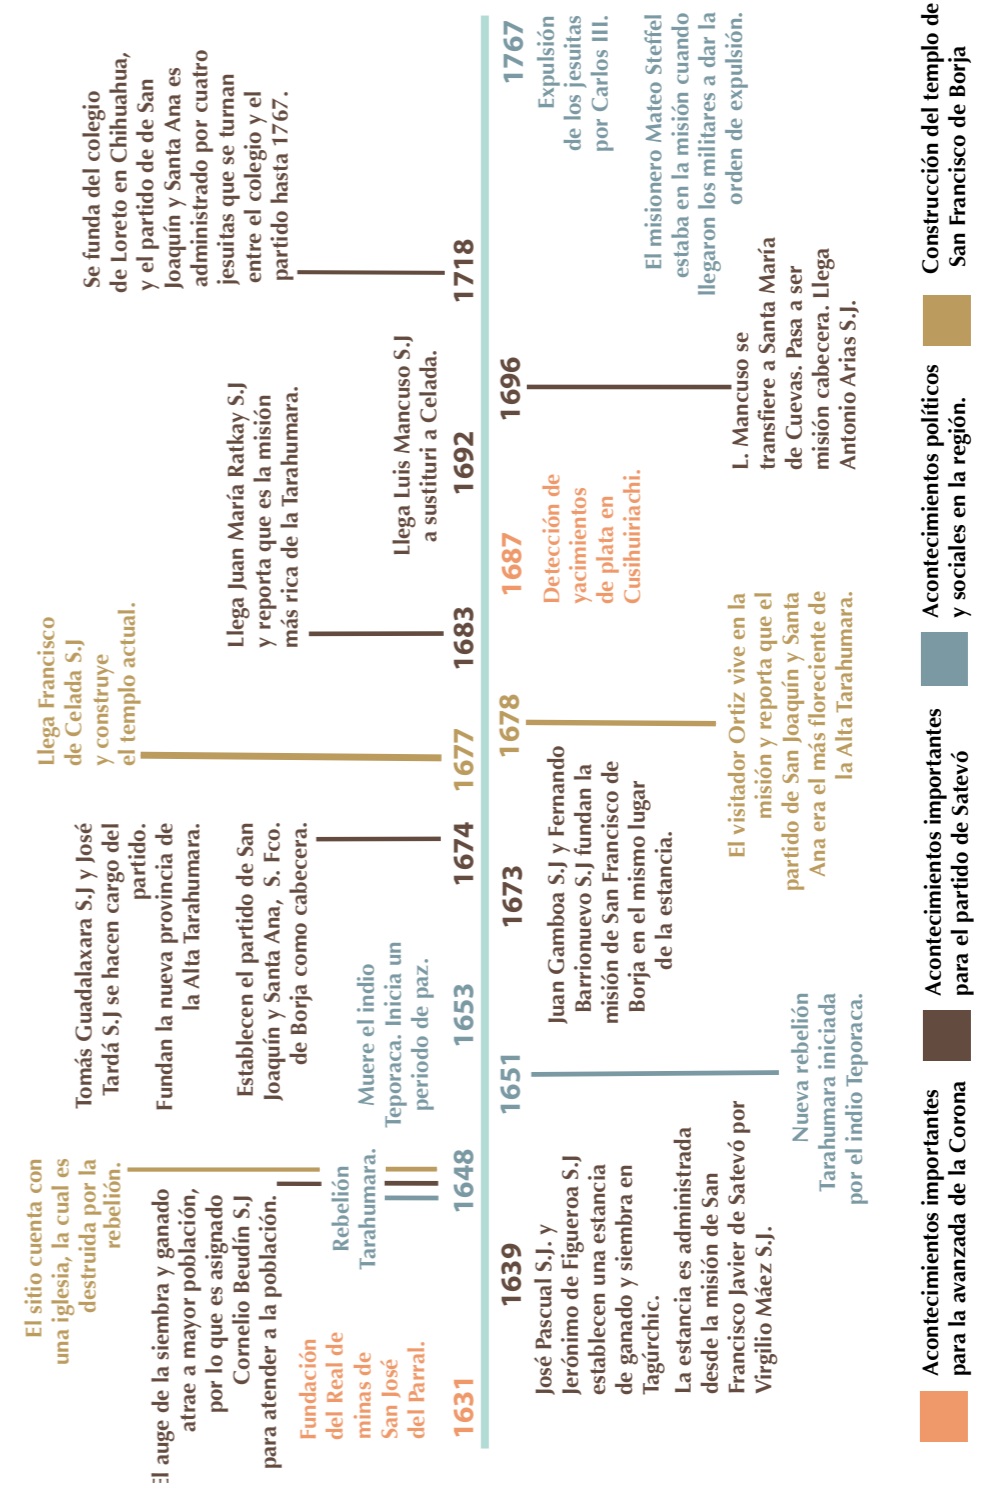 El sitio cuenta con
una iglesia, la cual es
destruida por la
rebelión.
El auge de la siembra y ganado
atrae a mayor población,
por lo que es asignado
Cornelio Beudín S.J
para atender a la población.
Fundación
del Real de
minas de
San José
del Parral.
1631
Rebelión
Tarahumara.
1648
Tomás Guadalaxara S.J y José
Tardá S.J se hacen cargo del
partido.
Fundan la nueva provincia de
la Alta Tarahumara.
Establecen el partido de San
Joaquín y Santa Ana, S. Fco.
de Borja como cabecera.
1674
Muere el indio
Teporaca. Inicia un
periodo de paz.
1653
Llega Francisco
de Celada S.J
y construye
el templo actual.
1677
Llega Juan María Ratkay S.J
y reporta que es la misión
más rica de la Tarahumara.
1683
Llega Luis Mancuso S.J
a sustituri a Celada.
1692
Se funda del colegio
de Loreto en Chihuahua,
y el partido de de San
Joaquín y Santa Ana es
administrado por cuatro
jesuitas que se turnan
entre el colegio y el
partido hasta 1767.
1718
1639
José Pascual S.J. y
Jerónimo de Figueroa S.J
establecen una estancia
de ganado y siembra en
Tagúrchic.
La estancia es administrada
desde la misión de San
Francisco Javier de Satevó por
Virgilio Máez S.J.
1651
Nueva rebelión
Tarahumara iniciada
por el indio Teporaca.
1673
Juan Gamboa S.J y Fernando
Barrionuevo S.J fundan la
misión de San Francisco de
Borja en el mismo lugar
de la estancia.
1678
El visitador Ortiz vive en la
misión y reporta que el
partido de San Joaquín y Santa
Ana era el más floreciente de
la Alta Tarahumara.
1687
Detección de
yacimientos
de plata en
Cusihuiriachi.
1696
L. Mancuso se
transfiere a Santa María
de Cuevas. Pasa a ser
misión cabecera. Llega
Antonio Arias S.J.
1767
Expulsión
de los jesuitas
por Carlos III.
El misionero Mateo Steffel
estaba en la misión cuando
llegaron los militares a dar la
orden de expulsión.
Acontecimientos importantes
para la avanzada de la Corona
Acontecimientos importantes
para el partido de Satevó
Acontecimientos políticos
y sociales en la región.
Construcción del templo de
San Francisco de Borja